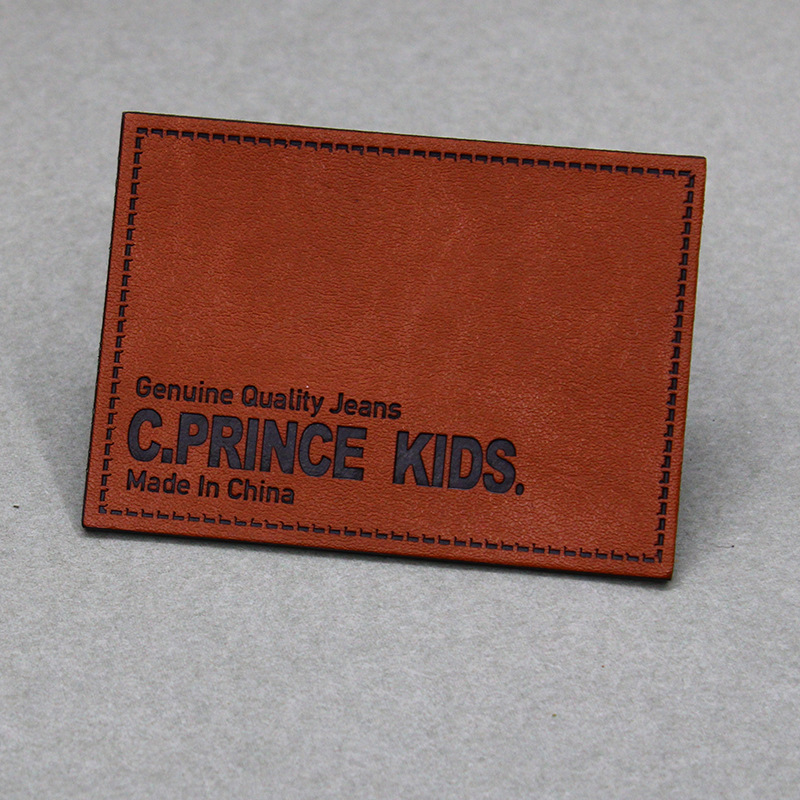 Genuine Quality Jeans
C.PRINCE KIDS.
Made In China